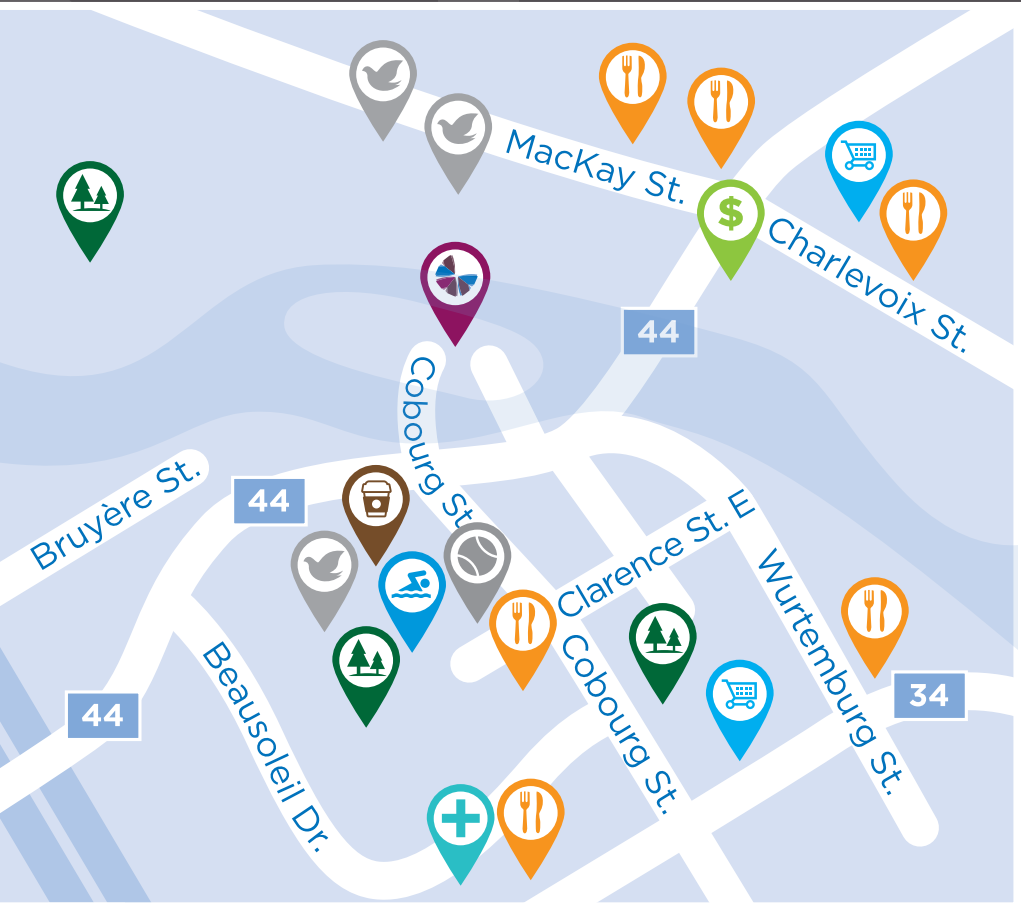 MacKay St.
$
Charlevoix St.
44
Cobourg St.
Bruyère St.
44
Clarence St. E
Wurtemburg St.
Beausoleil Dr.
Cobourg St.
34
44